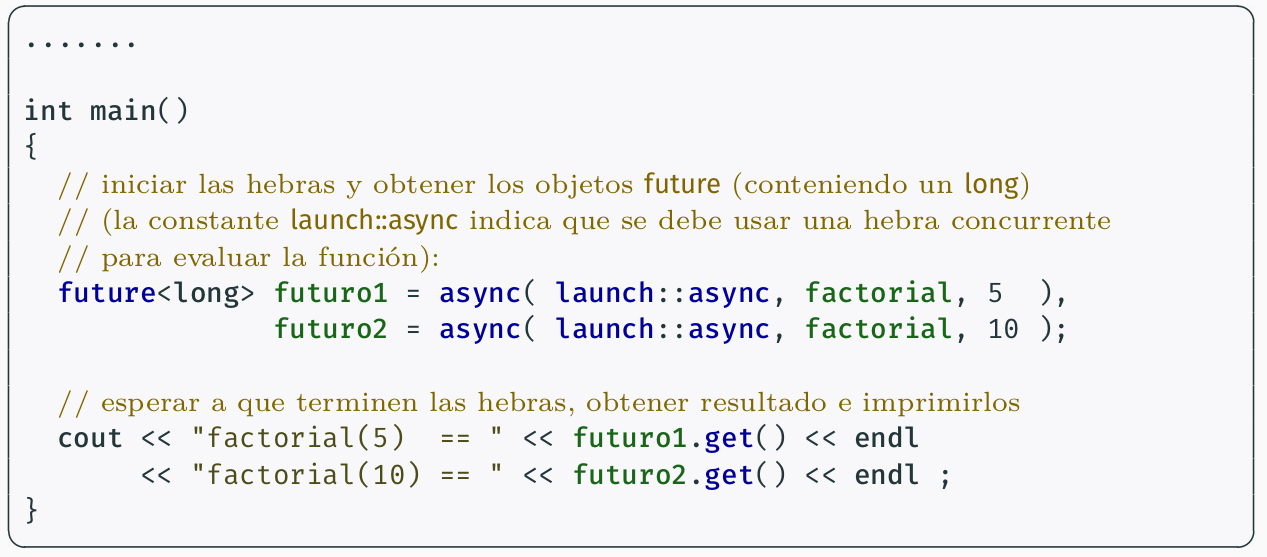 .......
int main()
{
// iniciar las hebras y obtener los objetos future (conteniendo un long)
// (la constante launch::async indica que se debe usar una hebra concurrente
// para evaluar la función):
future<long> futuro1 = async( launch::async, factorial, 5  ),
futuro2 = async( launch::async, factorial, 10 );
// esperar a que terminen las hebras, obtener resultado e imprimirlos
cout << "factorial(5)  == " << futuro1.get() << endl
<< "factorial(10) == " << futuro2.get() << endl ;
}